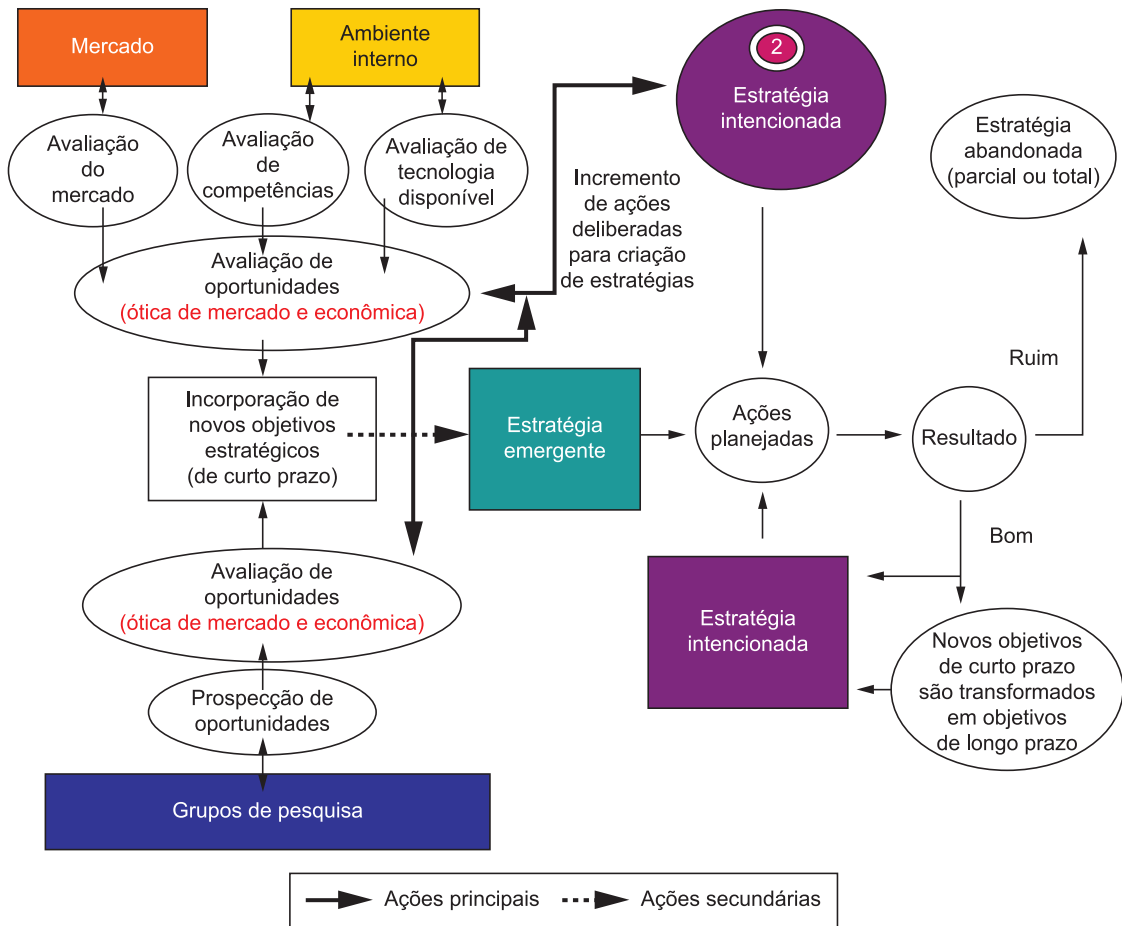 Mercado
Ambiente
interno
2
Estratégia
intencionada
Estratégia
abandonada
(parcial ou total)
Avaliação
do
mercado
Avaliação
de
competências
Avaliação de
tecnologia
disponível
Incremento
de ações
deliberadas
para criação
de estratégias
Avaliação de
oportunidades
(ótica de mercado e econômica)
Ruim
Incorporação de
novos objetivos
estratégicos
(de curto prazo)
Estratégia
emergente
Ações
planejadas
Resultado
Bom
Avaliação de
oportunidades
(ótica de mercado e econômica)
Estratégia
intencionada
Novos objetivos
de curto prazo
são transformados
em objetivos
de longo prazo
Prospecção de
oportunidades
Grupos de pesquisa
Ações principais
Ações secundárias